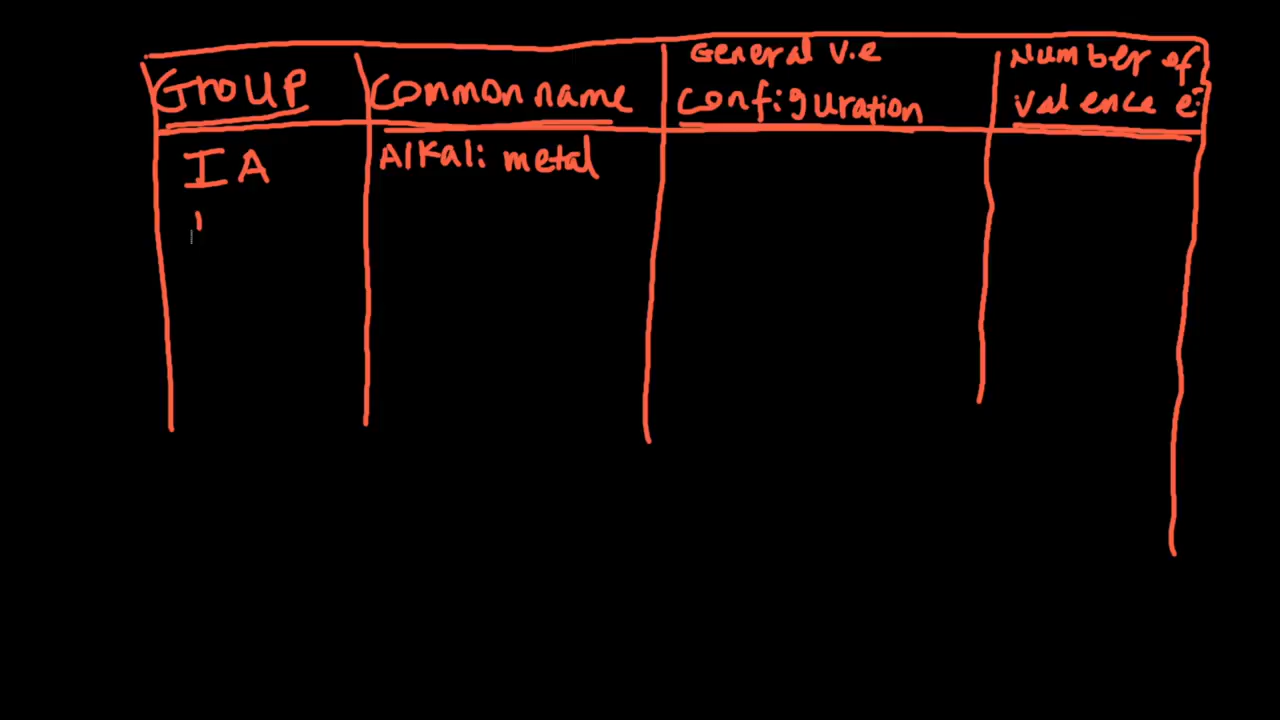 Group
Common name
General v.e
configuration
Number of
valence e-
IA
Alkali metal